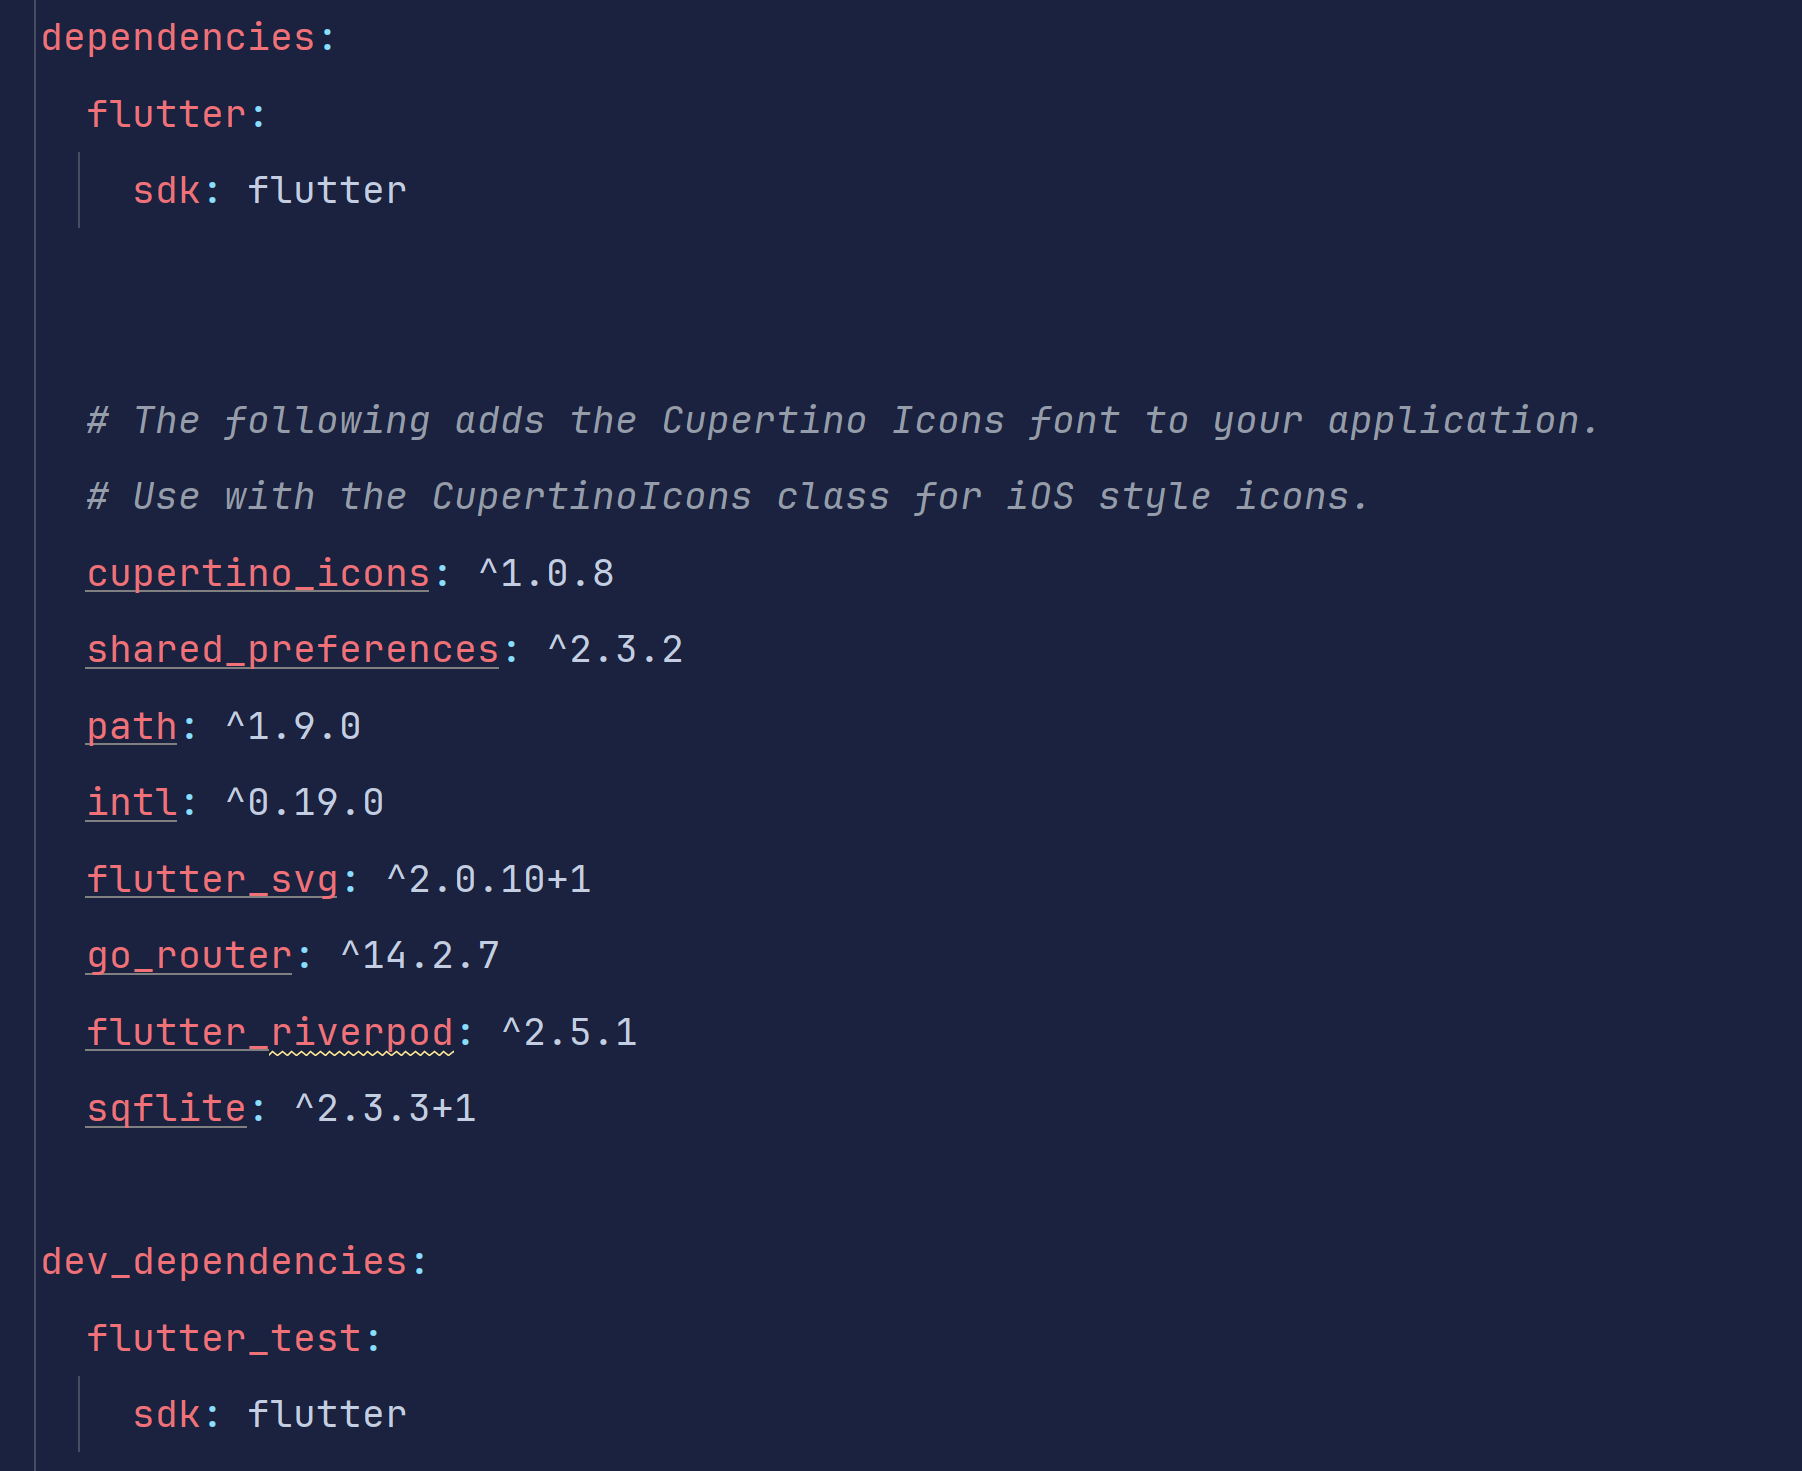 dependencies:
  flutter:
    sdk: flutter
  # The following adds the Cupertino Icons font to your application.
  # Use with the CupertinoIcons class for iOS style icons.
  cupertino_icons: ^1.0.8
  shared_preferences: ^2.3.2
  path: ^1.9.0
  intl: ^0.19.0
  flutter_svg: ^2.0.10+1
  go_router: ^14.2.7
  flutter_riverpod: ^2.5.1
  sqflite: ^2.3.3+1
dev_dependencies:
  flutter_test:
    sdk: flutter